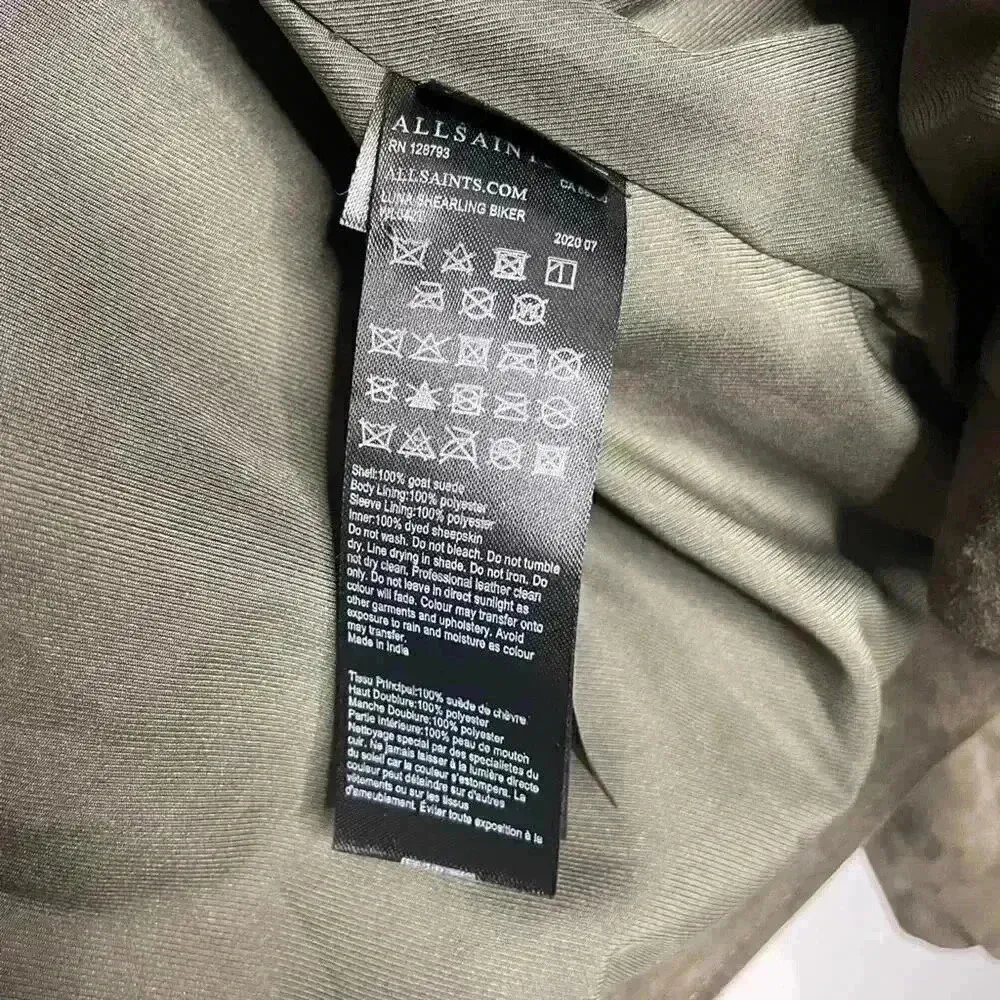 ALLSAINTS
RN 128793
CA
ALLSAINTS.COM
LUNA SHEARLING BIKER
2020 07
Shell:100% goat suede
Body Lining:100% polyester
Sleeve Lining:100% polyester
Inner:100% dyed sheepskin
Do not wash. Do not bleach. Do not tumble
dry. Line drying in shade. Do not iron. Do
not dry clean. Professional leather clean
only. Do not leave in direct sunlight as
colour will fade. Colour may transfer onto
other garments and upholstery. Avoid
exposure to rain and moisture as colour
may transfer.
Made in India
Tissu Principal:100% suède de chèvre
Haut Doublure:100% polyester
Manche Doublure:100% polyester
Partie Intérieure:100% peau de mouton
Nettoyage special par des specialistes du
cuir. Ne jamais laisser à la lumière directe
du soleil car la couleur s'estompera. La
couleur peut déteindre sur d'autres
vêtements ou sur les tissus
d'ameublement. Éviter toute exposition à la